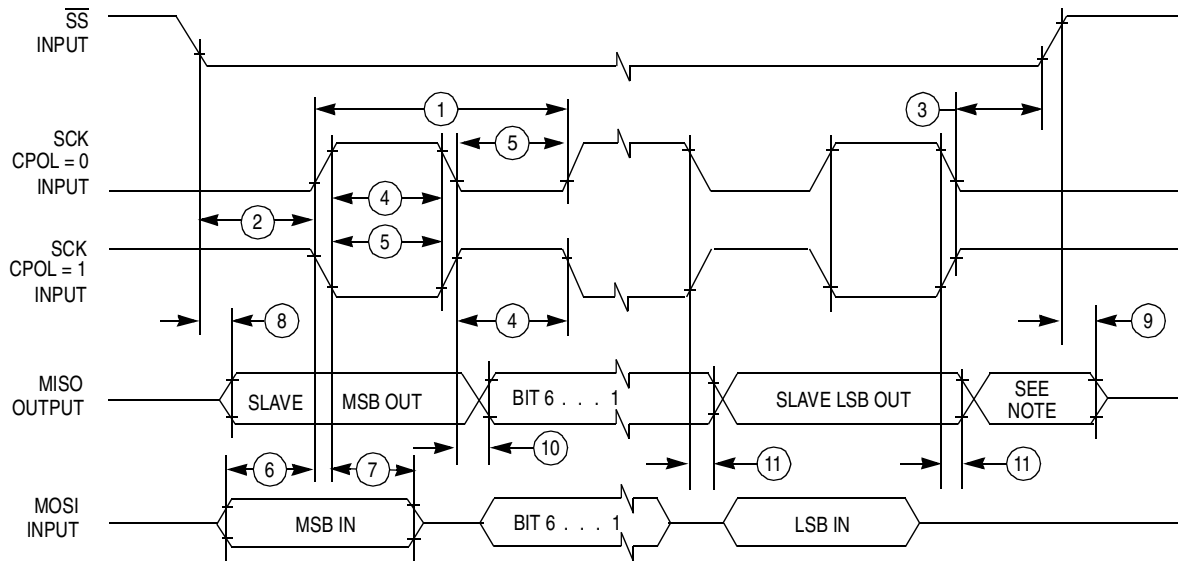 SS
INPUT
1
3
SCK
CPOL = 0
INPUT
5
4
2
SCK
CPOL = 1
INPUT
5
8
4
9
MISO
OUTPUT
SLAVE MSB OUT
BIT 6 . . . 1
SLAVE LSB OUT
SEE
NOTE
10
11
11
6
7
MOSI
INPUT
MSB IN
BIT 6 . . . 1
LSB IN